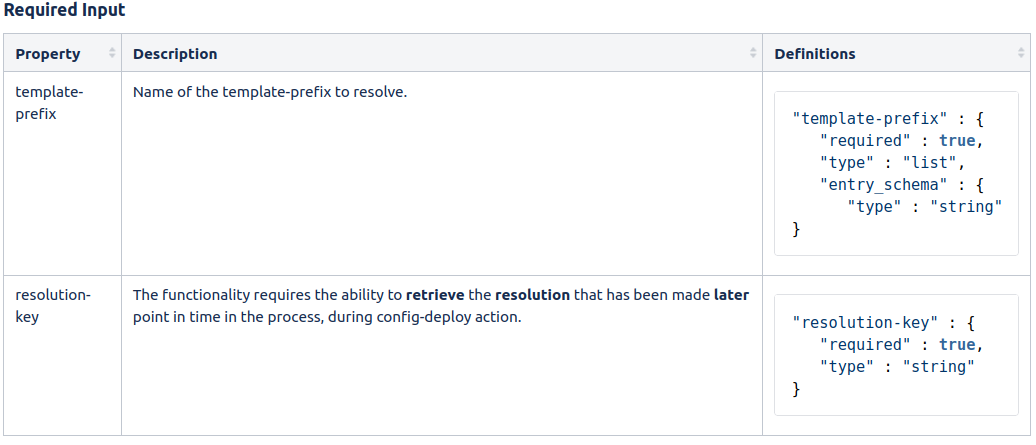 Required Input
Property
Description
Definitions
template-
prefix
Name of the template-prefix to resolve.
"template-prefix" : {
"required" : true,
"type" : "list",
"entry_schema" : {
"type" : "string"
}
resolution-
key
The functionality requires the ability to retrieve the resolution that has been made later
point in time in the process, during config-deploy action.
"resolution-key" : {
"required" : true,
"type" : "string"
}